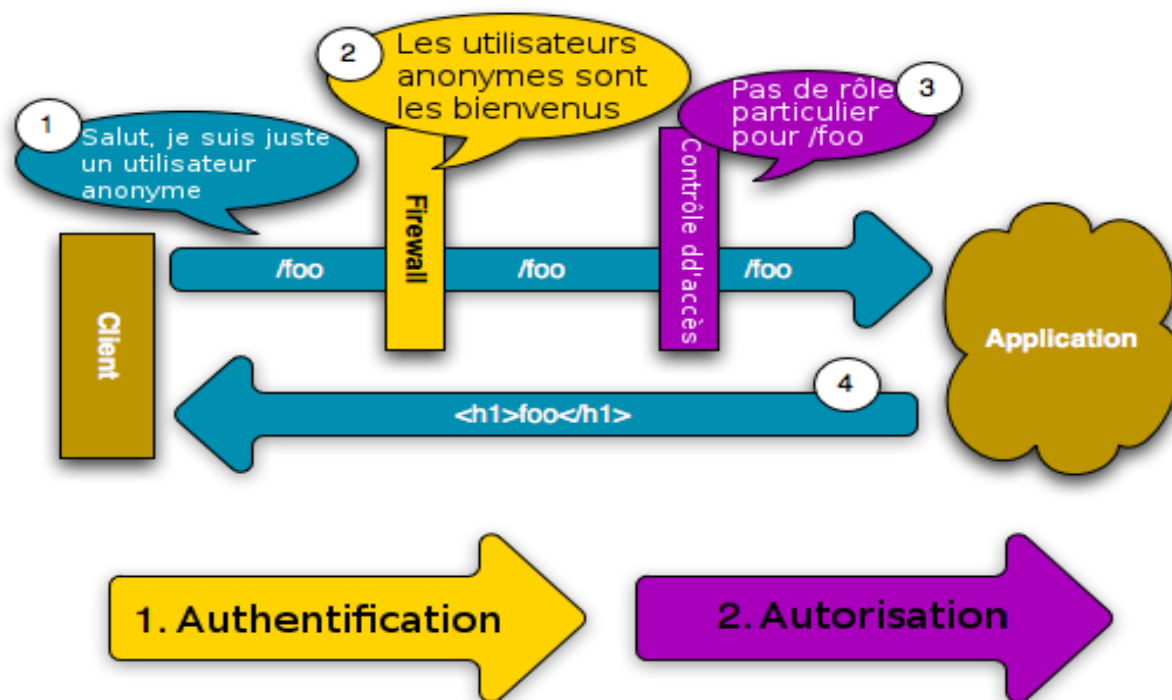 1
Salut, je suis juste
un utilisateur
anonyme
2
Les utilisateurs
anonymes sont
les bienvenus
3
Pas de rôle
particulier
pour /foo
Client
/foo
Firewall
/foo
Contrôle dd'accès
/foo
Application
4
<h1>foo</h1>
1. Authentification
2. Autorisation